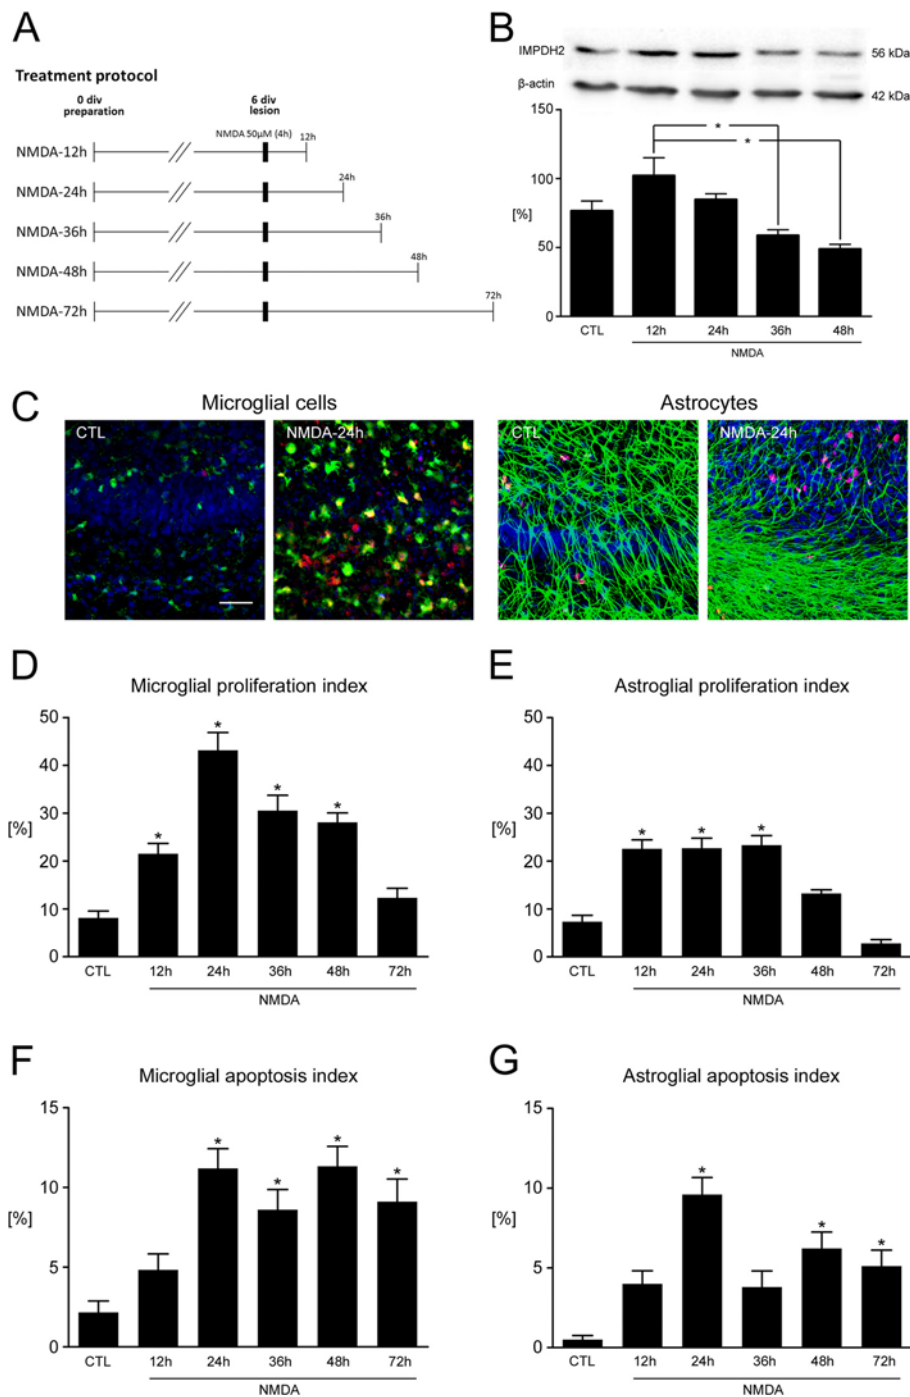 A
Treatment protocol
0 div
preparation
6 div
lesion
NMDA 50µM (4h)
NMDA-12h
12h
NMDA-24h
24h
NMDA-36h
36h
NMDA-48h
48h
NMDA-72h
72h
B
IMPDH2
56 kDa
β-actin
42 kDa
150
100
50
0
[%]
*
*
CTL 12h 24h 36h 48h
NMDA
C
Microglial cells
Astrocytes
CTL
NMDA-24h
CTL
NMDA-24h
D
Microglial proliferation index
50
40
30
20
10
0
[%]
* * * *
CTL 12h 24h 36h 48h 72h
NMDA
E
Astroglial proliferation index
50
40
30
20
10
0
[%]
* * *
CTL 12h 24h 36h 48h 72h
NMDA
F
Microglial apoptosis index
15
10
5
0
[%]
* * * *
CTL 12h 24h 36h 48h 72h
NMDA
G
Astroglial apoptosis index
15
10
5
0
[%]
* * *
CTL 12h 24h 36h 48h 72h
NMDA